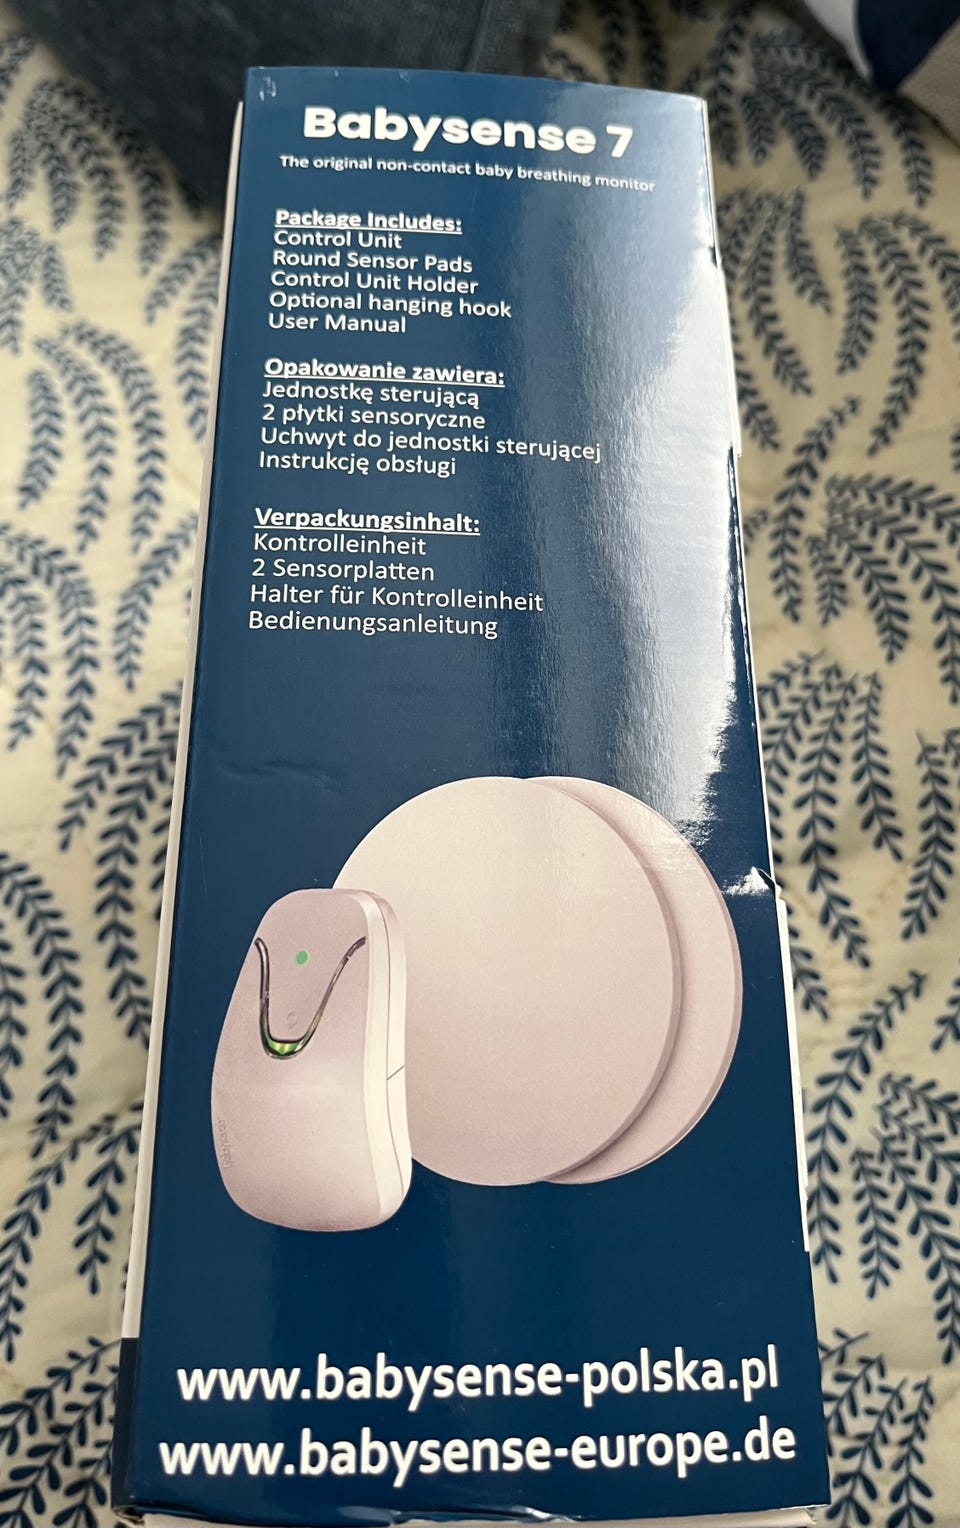 Babysense 7
The original non-contact baby breathing monitor
Package Includes:
Control Unit
Round Sensor Pads
Control Unit Holder
Optional hanging hook
User Manual
Opakowanie zawiera:
Jednostkę sterującą
2 płytki sensoryczne
Uchwyt do jednostki sterującej
Instrukcję obsługi
Verpackungsinhalt:
Kontrolleinheit
2 Sensorplatten
Halter für Kontrolleinheit
Bedienungsanleitung
www.babysense-polska.pl
www.babysense-europe.de